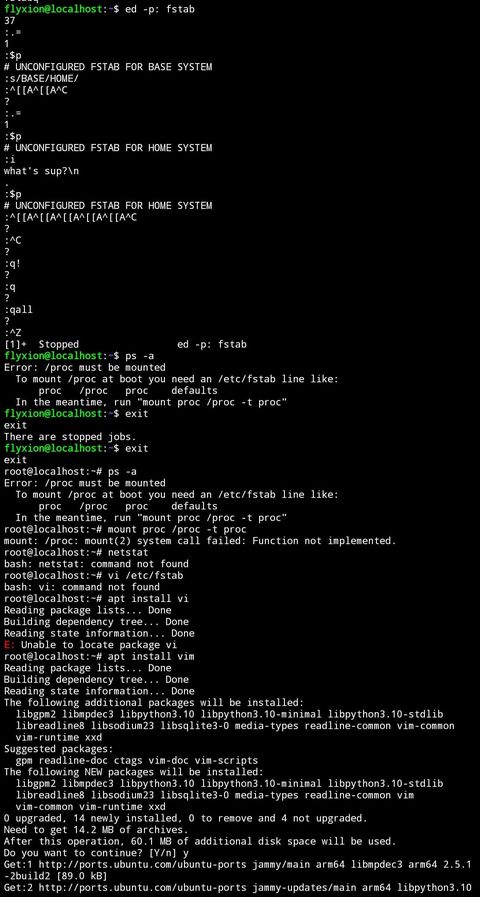 flyxion@localhost:~$ ed -p: fstab
37
:.=
1
:$p
# UNCONFIGURED FSTAB FOR BASE SYSTEM
:s/BASE/HOME/
:^[[A^[[A^C
?
:.=
1
:$p
# UNCONFIGURED FSTAB FOR HOME SYSTEM
:i
what's sup?\n
.
:$p
# UNCONFIGURED FSTAB FOR HOME SYSTEM
:^[[A^[[A^[[A^[[A^[[A^[[A^C
?
:^C
?
:q!
?
:q
?
:qall
?
:^Z
[1]+  Stopped                 ed -p: fstab
flyxion@localhost:~$ ps -a
Error: /proc must be mounted
  To mount /proc at boot you need an /etc/fstab line like:
      proc   /proc   proc    defaults
  In the meantime, run "mount proc /proc -t proc"
flyxion@localhost:~$ exit
exit
There are stopped jobs.
flyxion@localhost:~$ exit
exit
root@localhost:~# ps -a
Error: /proc must be mounted
  To mount /proc at boot you need an /etc/fstab line like:
      proc   /proc   proc    defaults
  In the meantime, run "mount proc /proc -t proc"
root@localhost:~# mount proc /proc -t proc
mount: /proc: mount(2) system call failed: Function not implemented.
root@localhost:~# netstat
bash: netstat: command not found
root@localhost:~# vi /etc/fstab
bash: vi: command not found
root@localhost:~# apt install vi
Reading package lists... Done
Building dependency tree... Done
Reading state information... Done
E: Unable to locate package vi
root@localhost:~# apt install vim
Reading package lists... Done
Building dependency tree... Done
Reading state information... Done
The following additional packages will be installed:
  libgpm2 libmpdec3 libpython3.10 libpython3.10-minimal libpython3.10-stdlib
  libreadline8 libsodium23 libsqlite3-0 media-types readline-common vim-common
  vim-runtime xxd
Suggested packages:
  gpm readline-doc ctags vim-doc vim-scripts
The following NEW packages will be installed:
  libgpm2 libmpdec3 libpython3.10 libpython3.10-minimal libpython3.10-stdlib
  libreadline8 libsodium23 libsqlite3-0 media-types readline-common vim
  vim-common vim-runtime xxd
0 upgraded, 14 newly installed, 0 to remove and 4 not upgraded.
Need to get 14.2 MB of archives.
After this operation, 60.1 MB of additional disk space will be used.
Do you want to continue? [Y/n] y
Get:1 http://ports.ubuntu.com/ubuntu-ports jammy/main arm64 libmpdec3 arm64 2.5.1
-2build2 [89.0 kB]
Get:2 http://ports.ubuntu.com/ubuntu-ports jammy-updates/main arm64 libpython3.10